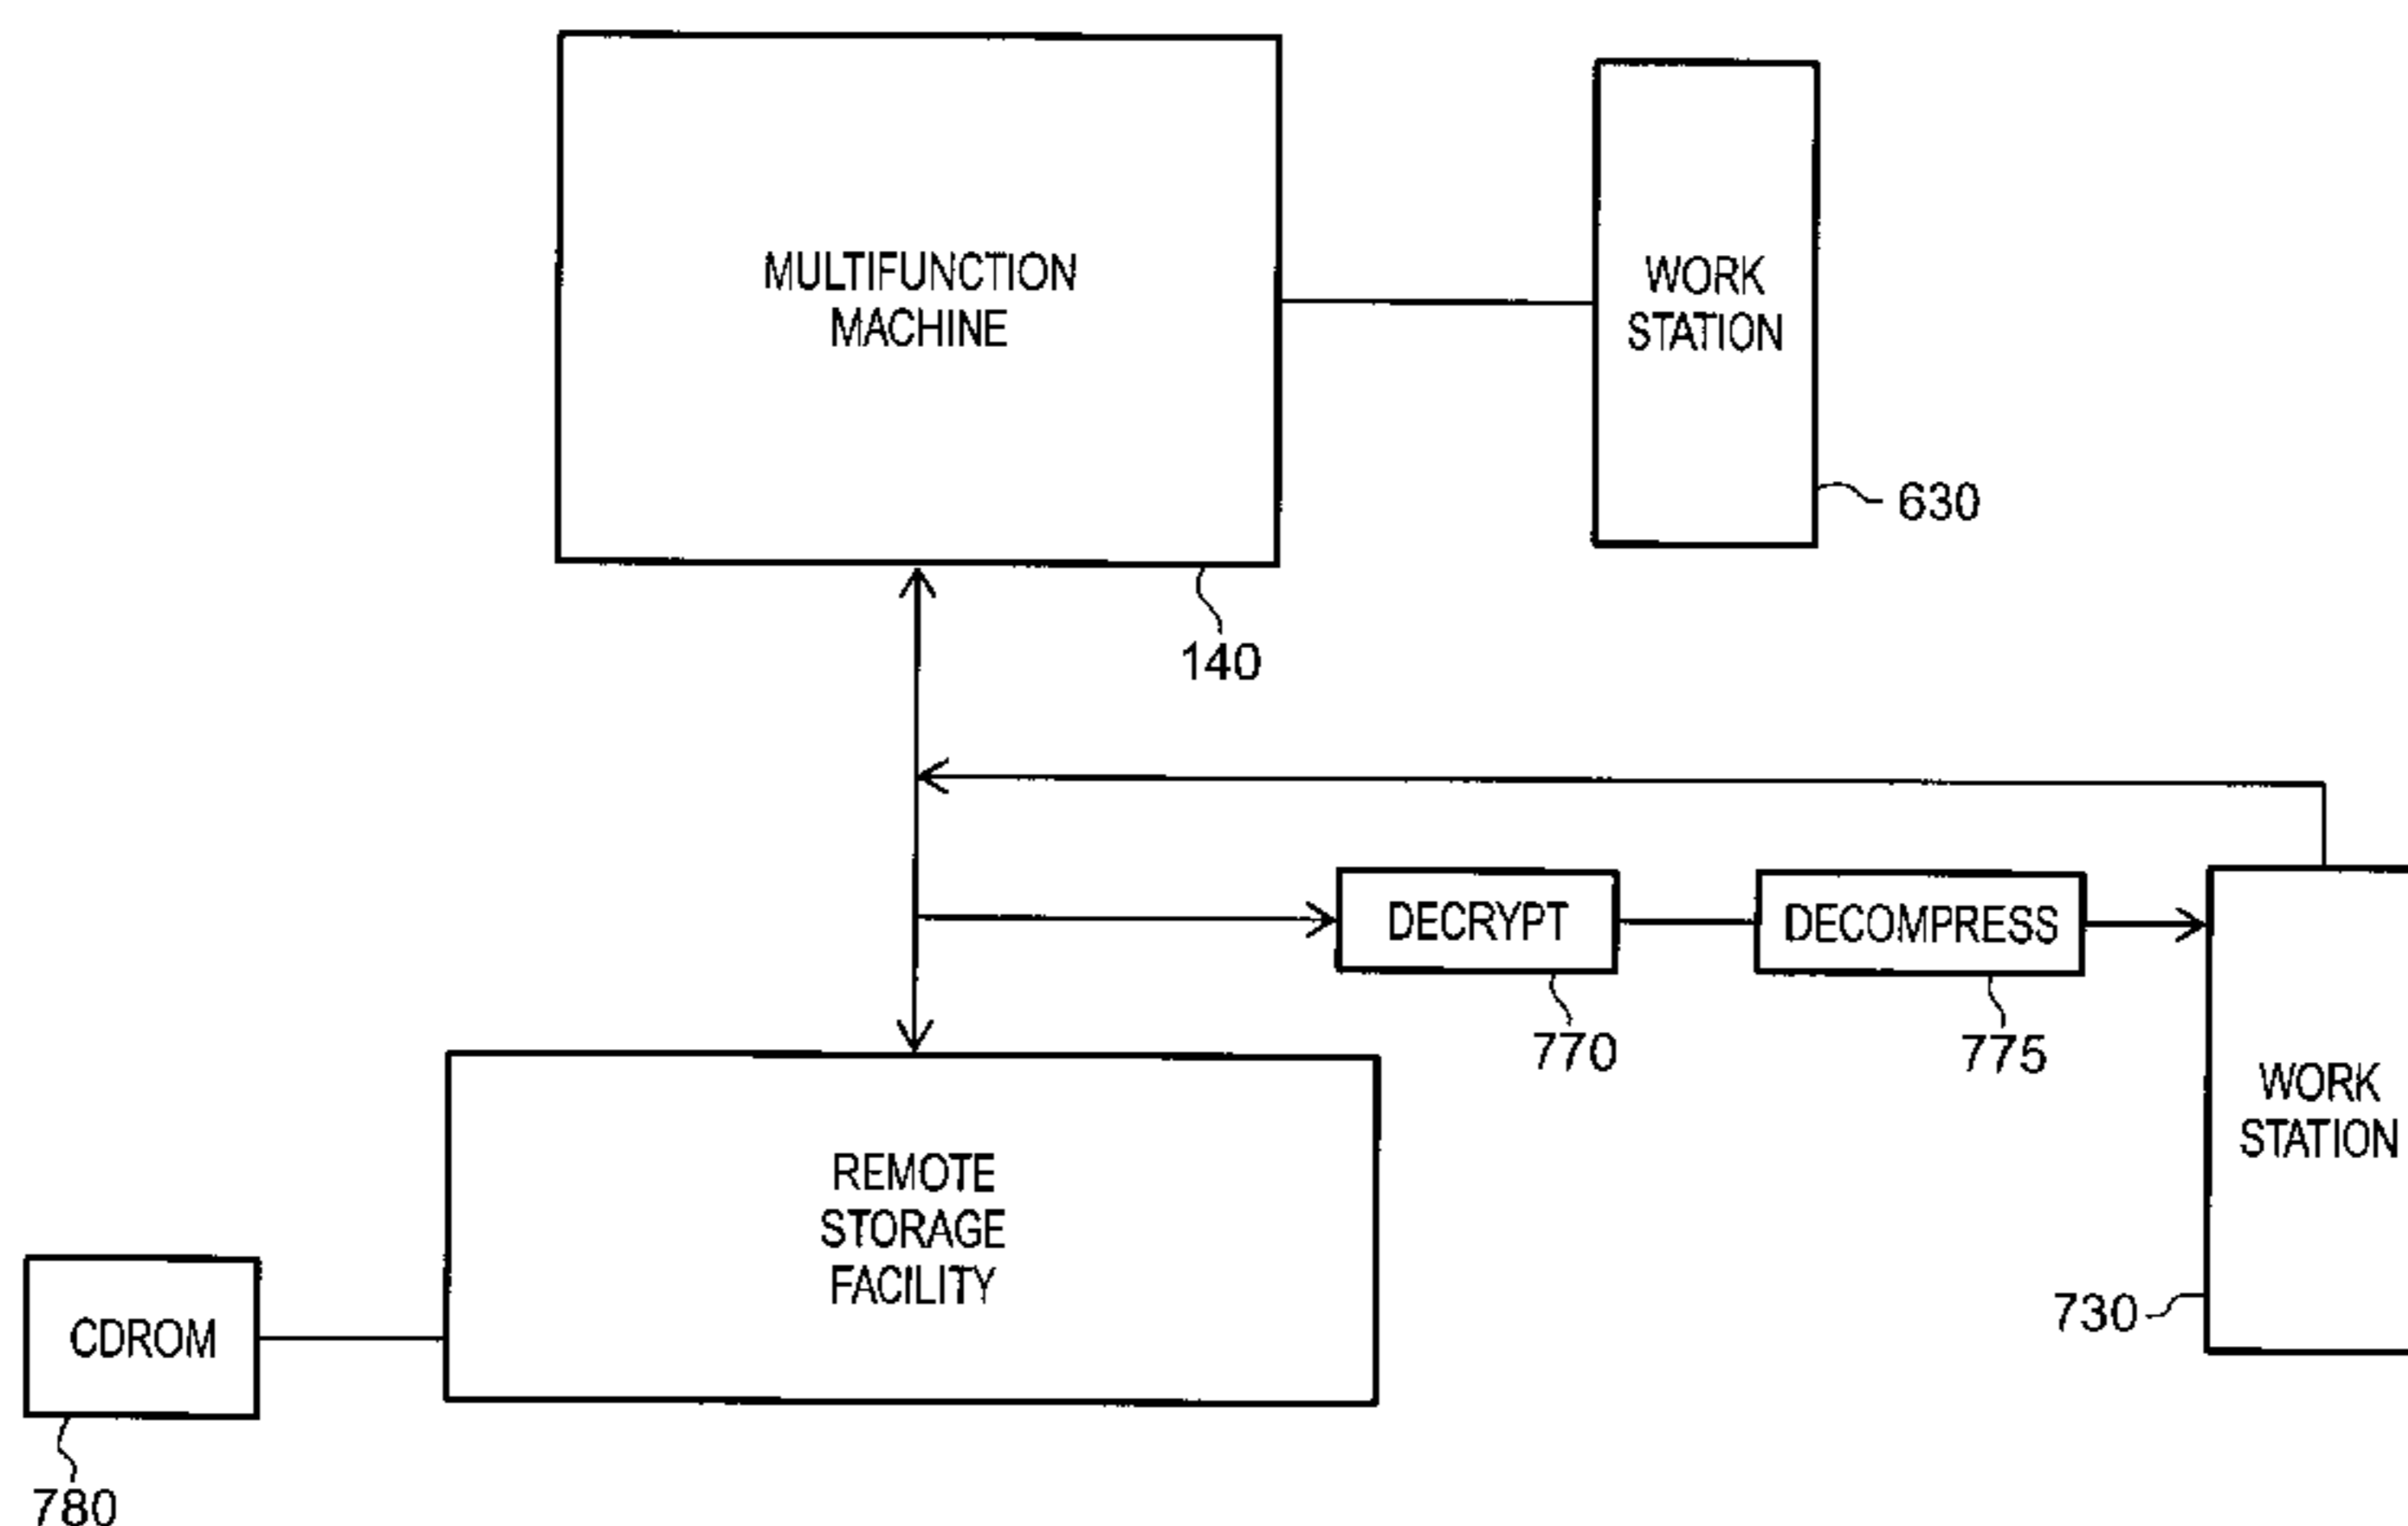 MULTIFUNCTION
MACHINE
WORK
STATION
630
140
DECRYPT
DECOMPRESS
770
775
WORK
STATION
730
REMOTE
STORAGE
FACILITY
CDROM
780